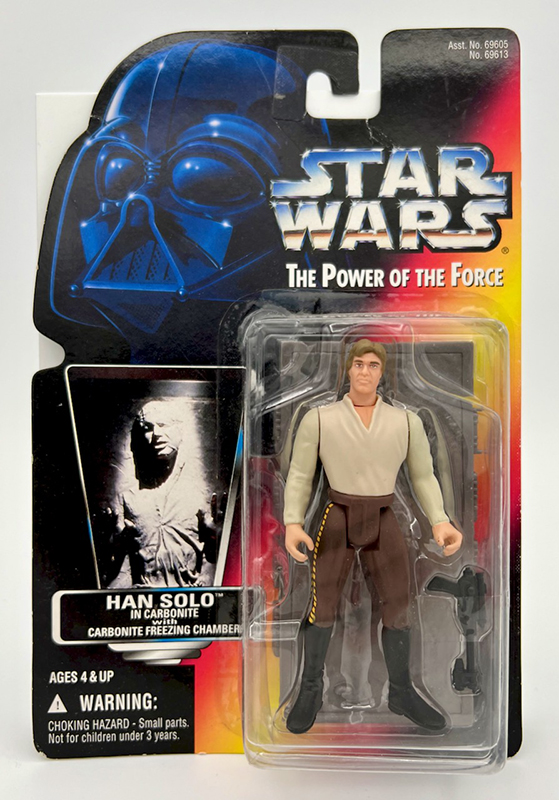 Asst. No. 69605
No. 69613
STAR
WARS®
THE POWER OF THE FORCE
HAN SOLO™
IN CARBONITE
with
CARBONITE FREEZING CHAMBER
AGES 4 & UP
⚠ WARNING:
CHOKING HAZARD - Small parts.
Not for children under 3 years.